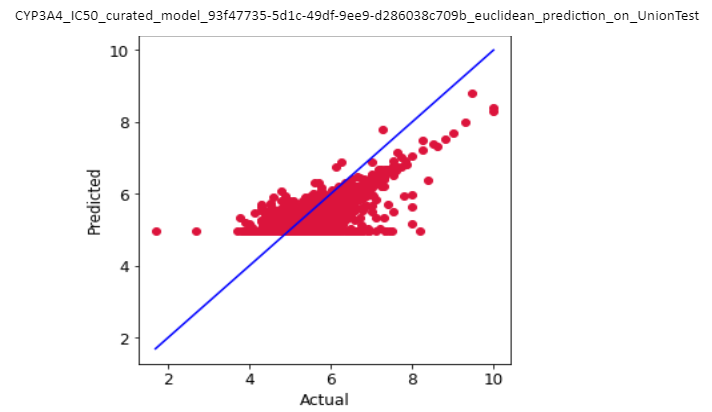 CYP3A4_IC50_curated_model_93f47735-5d1c-49df-9ee9-d286038c709b_euclidean_prediction_on_UnionTest
10
8
6
4
2
Predicted
2 4 6 8 10
Actual